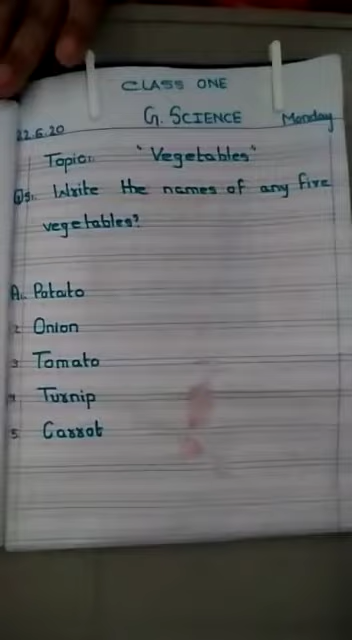 CLASS ONE
22.6.20 G. SCIENCE Monday
Topic: "Vegetables"
Qs: Write the names of any five
vegetables?
A: Potato
2 Onion
3 Tomato
4 Turnip
5 Carrot